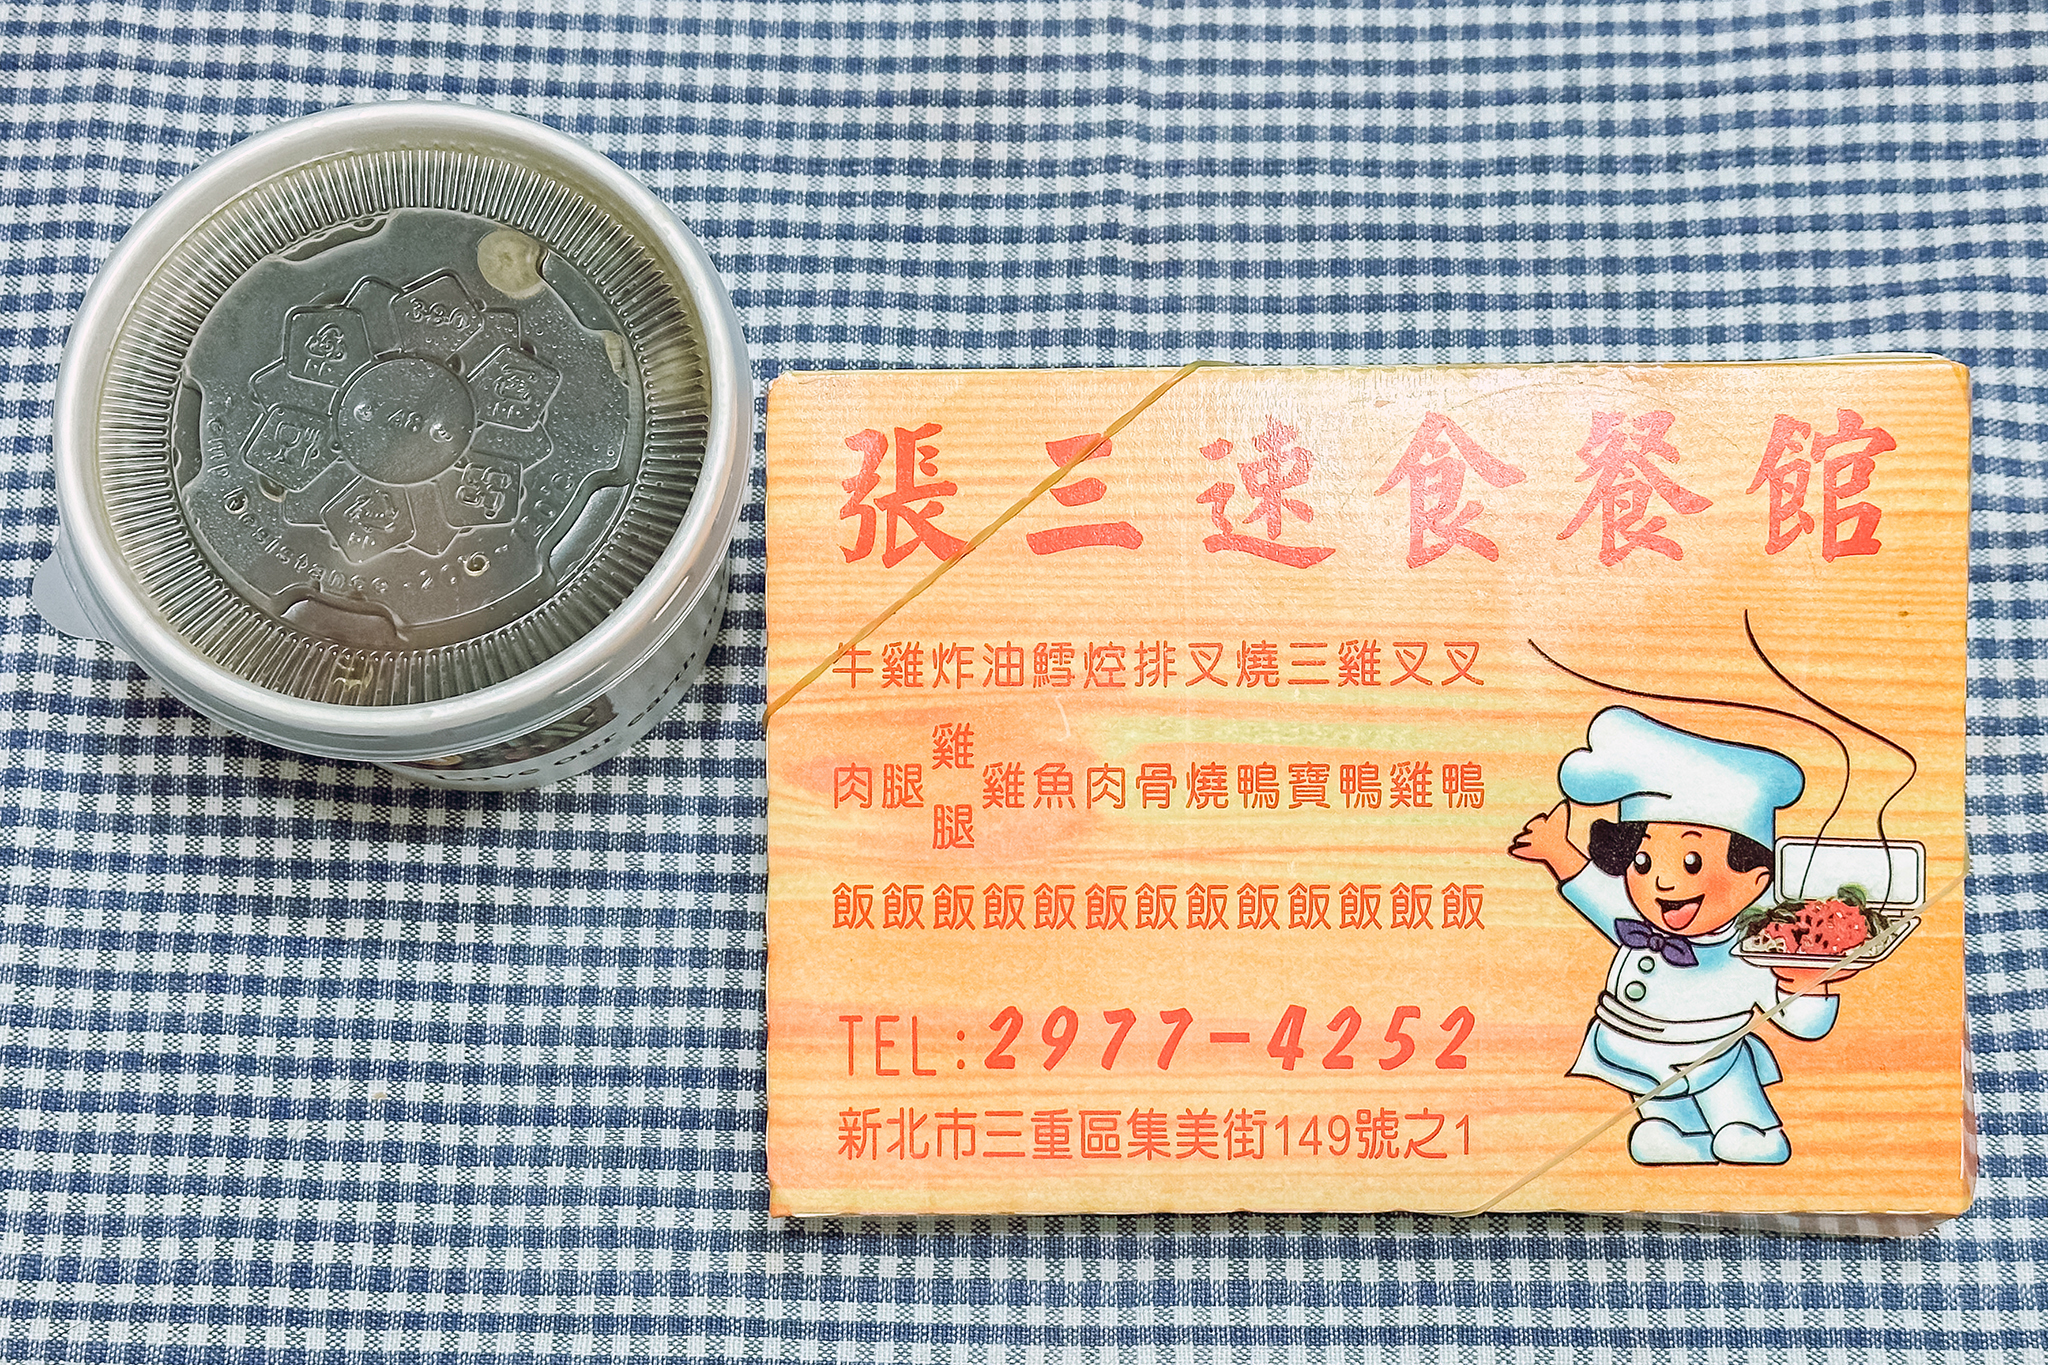 張三速食餐館
叉鴨飯
叉雞飯
雞鴨飯
三寶飯
燒鴨飯
叉燒飯
排骨飯
焢肉飯
鱈魚飯
油雞飯
炸雞腿飯
雞腿飯
牛肉飯
TEL:2977-4252
新北市三重區集美街149號之1
Love our earth